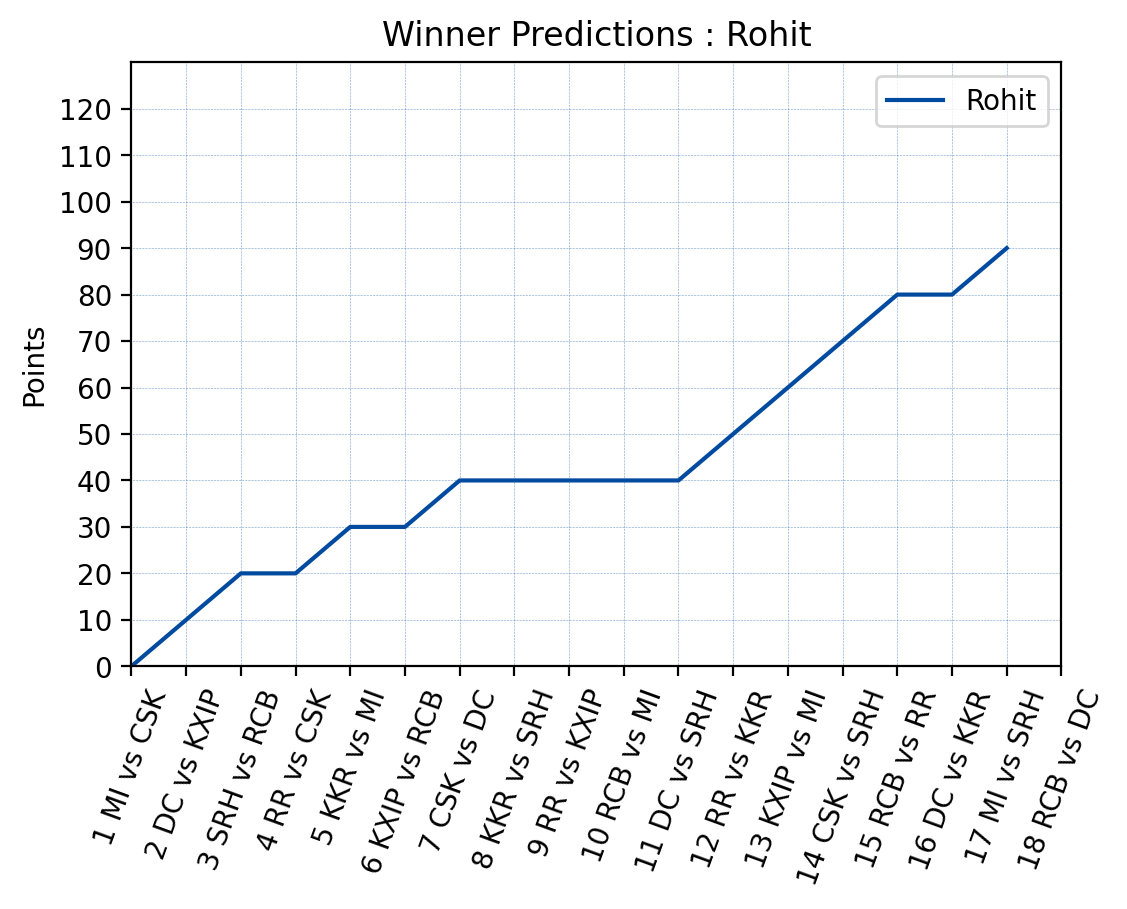 Winner Predictions : Rohit
Rohit
Points
120
110
100
90
80
70
60
50
40
30
20
10
0
1 MI vs CSK
2 DC vs KXIP
3 SRH vs RCB
4 RR vs CSK
5 KKR vs MI
6 KXIP vs RCB
7 CSK vs DC
8 KKR vs SRH
9 RR vs KXIP
10 RCB vs MI
11 DC vs SRH
12 RR vs KKR
13 KXIP vs MI
14 CSK vs SRH
15 RCB vs RR
16 DC vs KKR
17 MI vs SRH
18 RCB vs DC